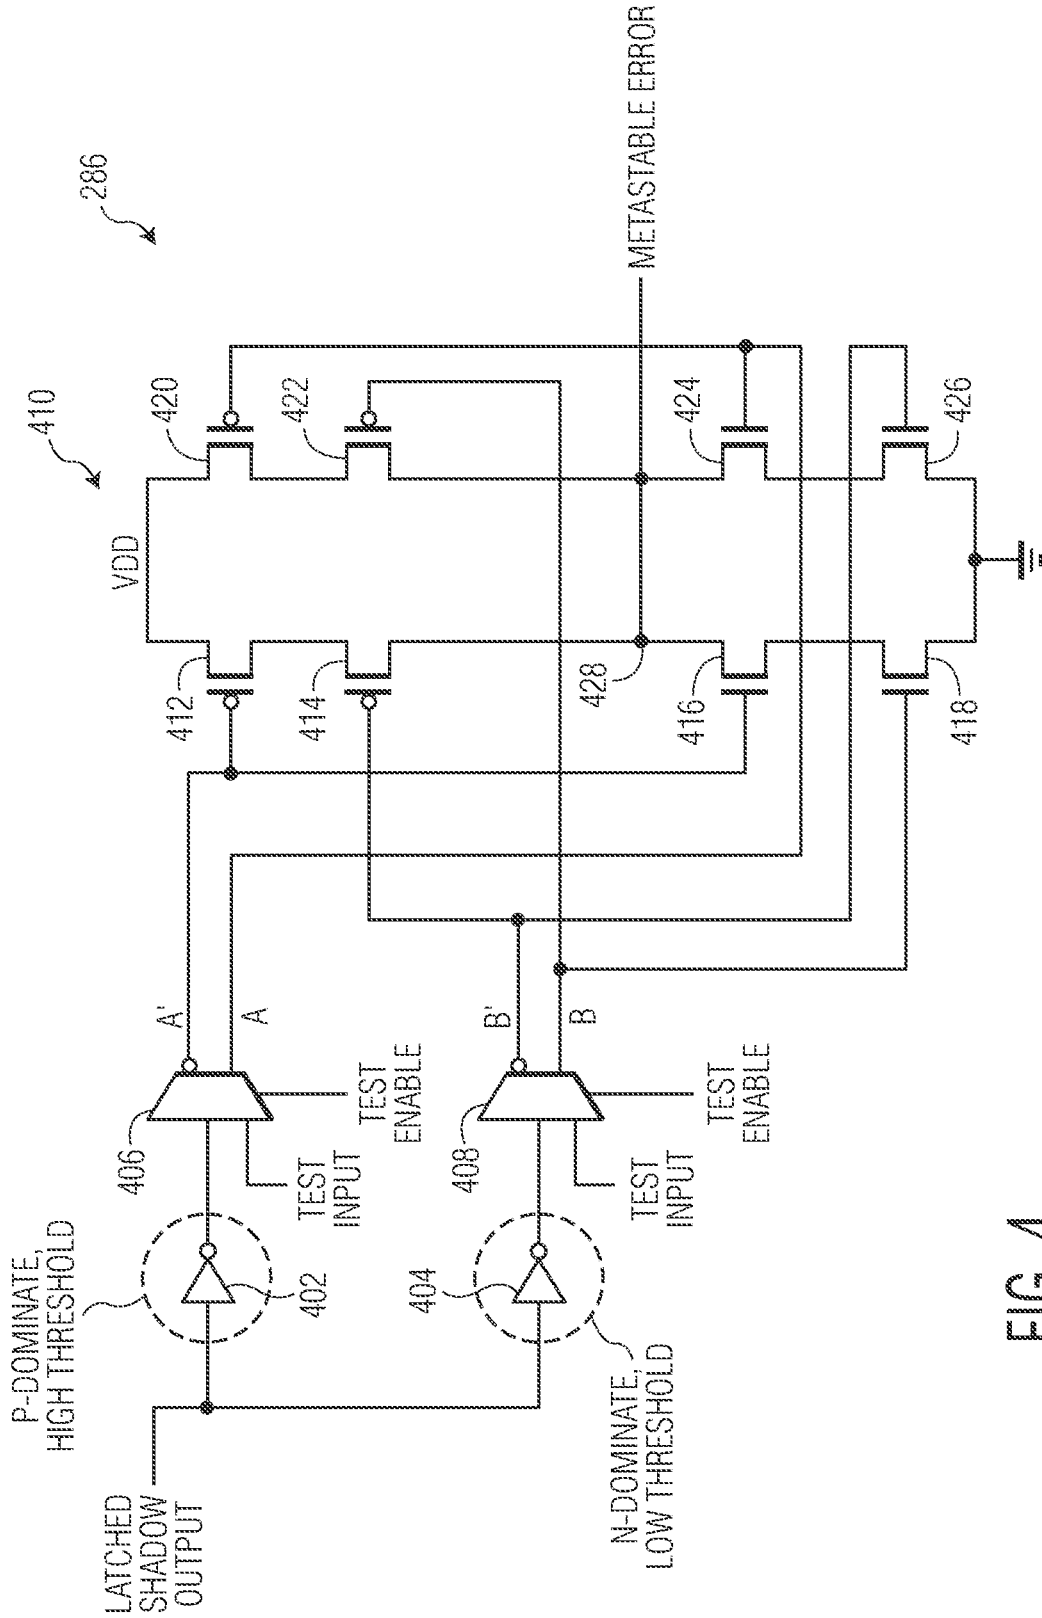 286
410
VDD
412
420
414
422
428
METASTABLE ERROR
416
424
418
426
P-DOMINATE,
HIGH THRESHOLD
402
406
A'
A
TEST
INPUT
TEST
ENABLE
LATCHED
SHADOW
OUTPUT
404
408
B'
B
TEST
INPUT
TEST
ENABLE
N-DOMINATE,
LOW THRESHOLD
FIG. 4